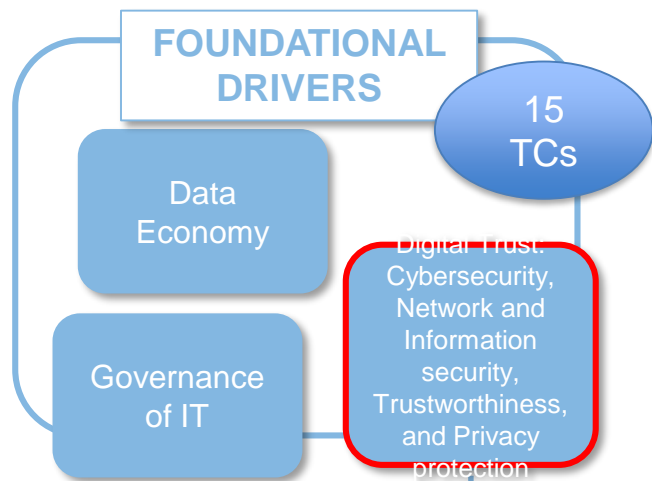 FOUNDATIONAL
DRIVERS
15
TCs
Data
Economy
Digital Trust:
Cybersecurity,
Network and
Information
security,
Trustworthiness,
and Privacy
protection
Governance
of IT